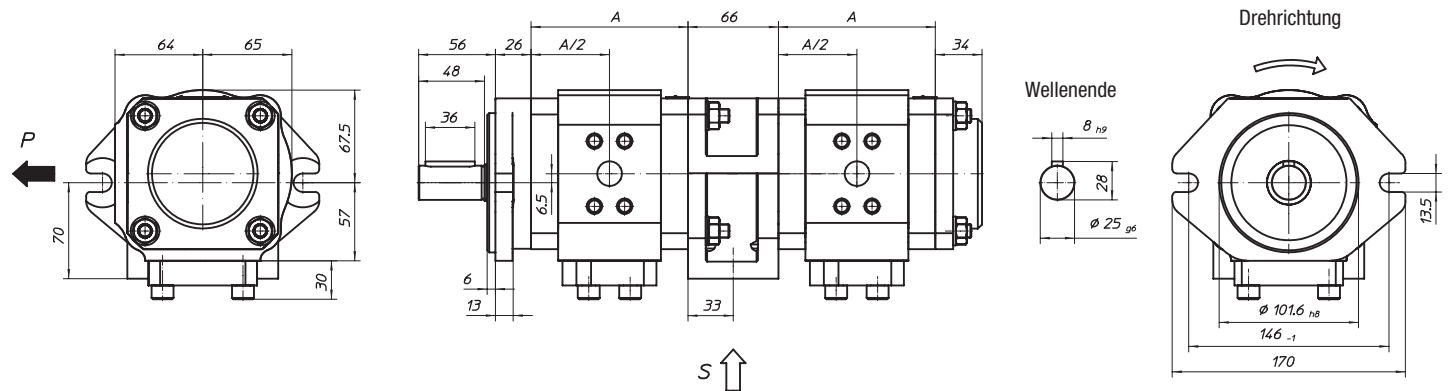 64
65
P
67.5
57
70
30
A
66
A
56
26
A/2
A/2
34
48
36
6.5
6
13
33
S
Wellenende
8 h9
28
Ø 25 g6
Drehrichtung
13.5
Ø 101.6 h8
146 -1
170